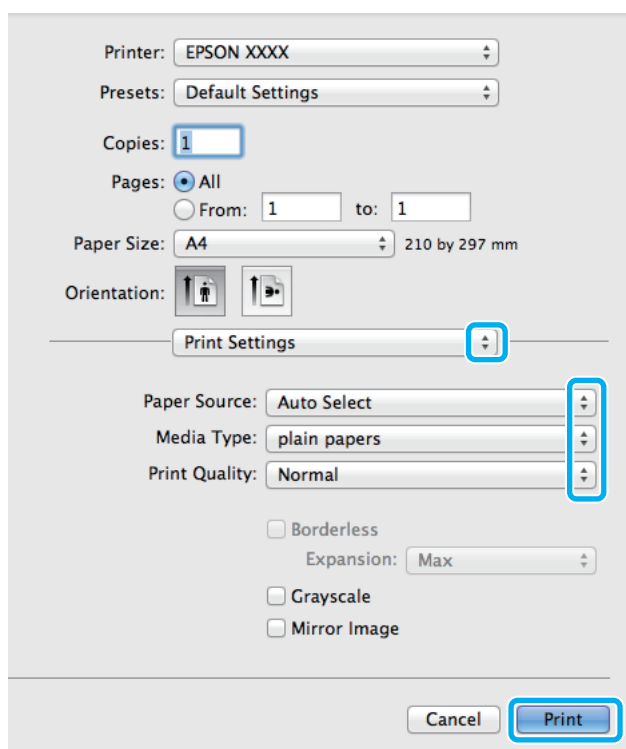 Printer: EPSON XXXX
Presets: Default Settings
Copies: 1
Pages: All
From: 1 to: 1
Paper Size: A4 210 by 297 mm
Orientation:
Print Settings
Paper Source: Auto Select
Media Type: plain papers
Print Quality: Normal
Borderless
Expansion: Max
Grayscale
Mirror Image
Cancel Print